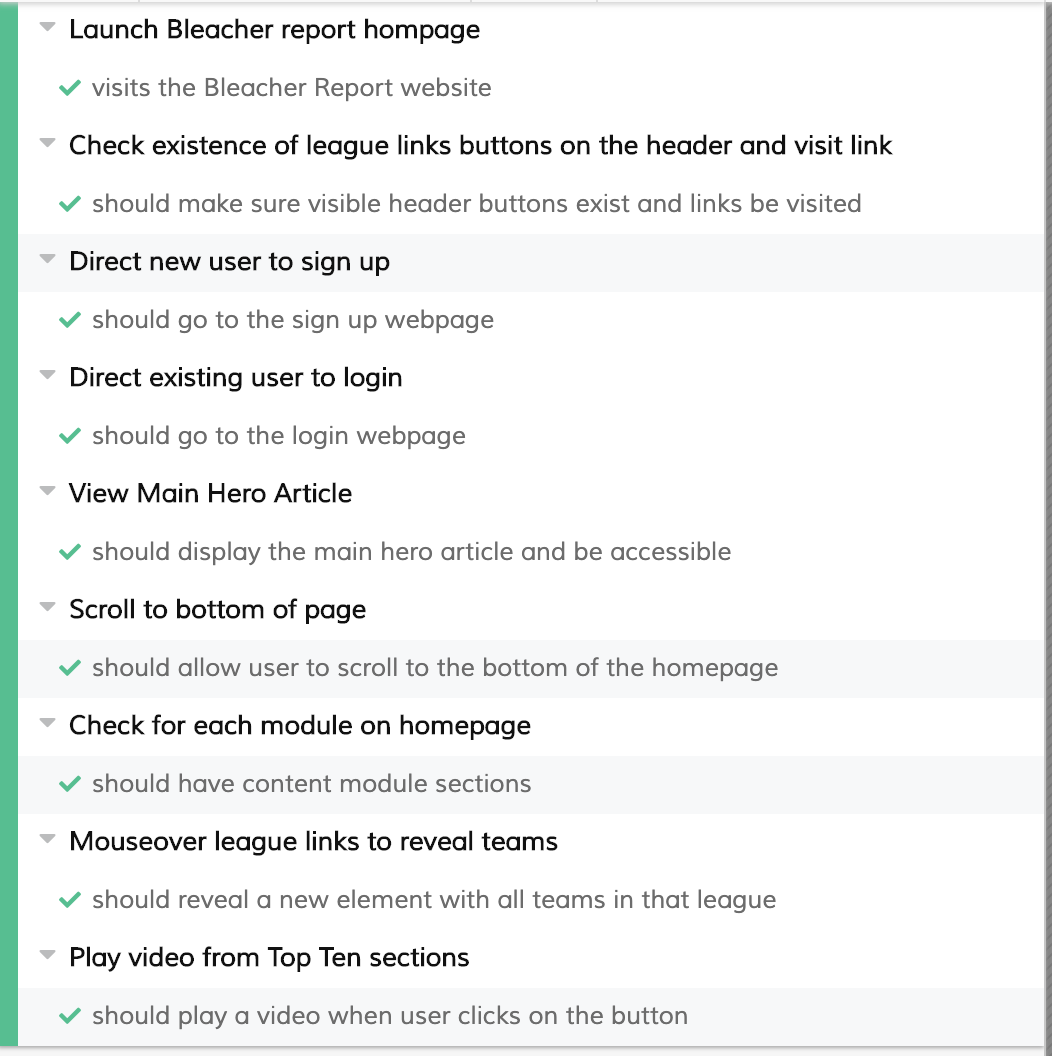 Launch Bleacher report hompage
visits the Bleacher Report website
Check existence of league links buttons on the header and visit link
should make sure visible header buttons exist and links be visited
Direct new user to sign up
should go to the sign up webpage
Direct existing user to login
should go to the login webpage
View Main Hero Article
should display the main hero article and be accessible
Scroll to bottom of page
should allow user to scroll to the bottom of the homepage
Check for each module on homepage
should have content module sections
Mouseover league links to reveal teams
should reveal a new element with all teams in that league
Play video from Top Ten sections
should play a video when user clicks on the button